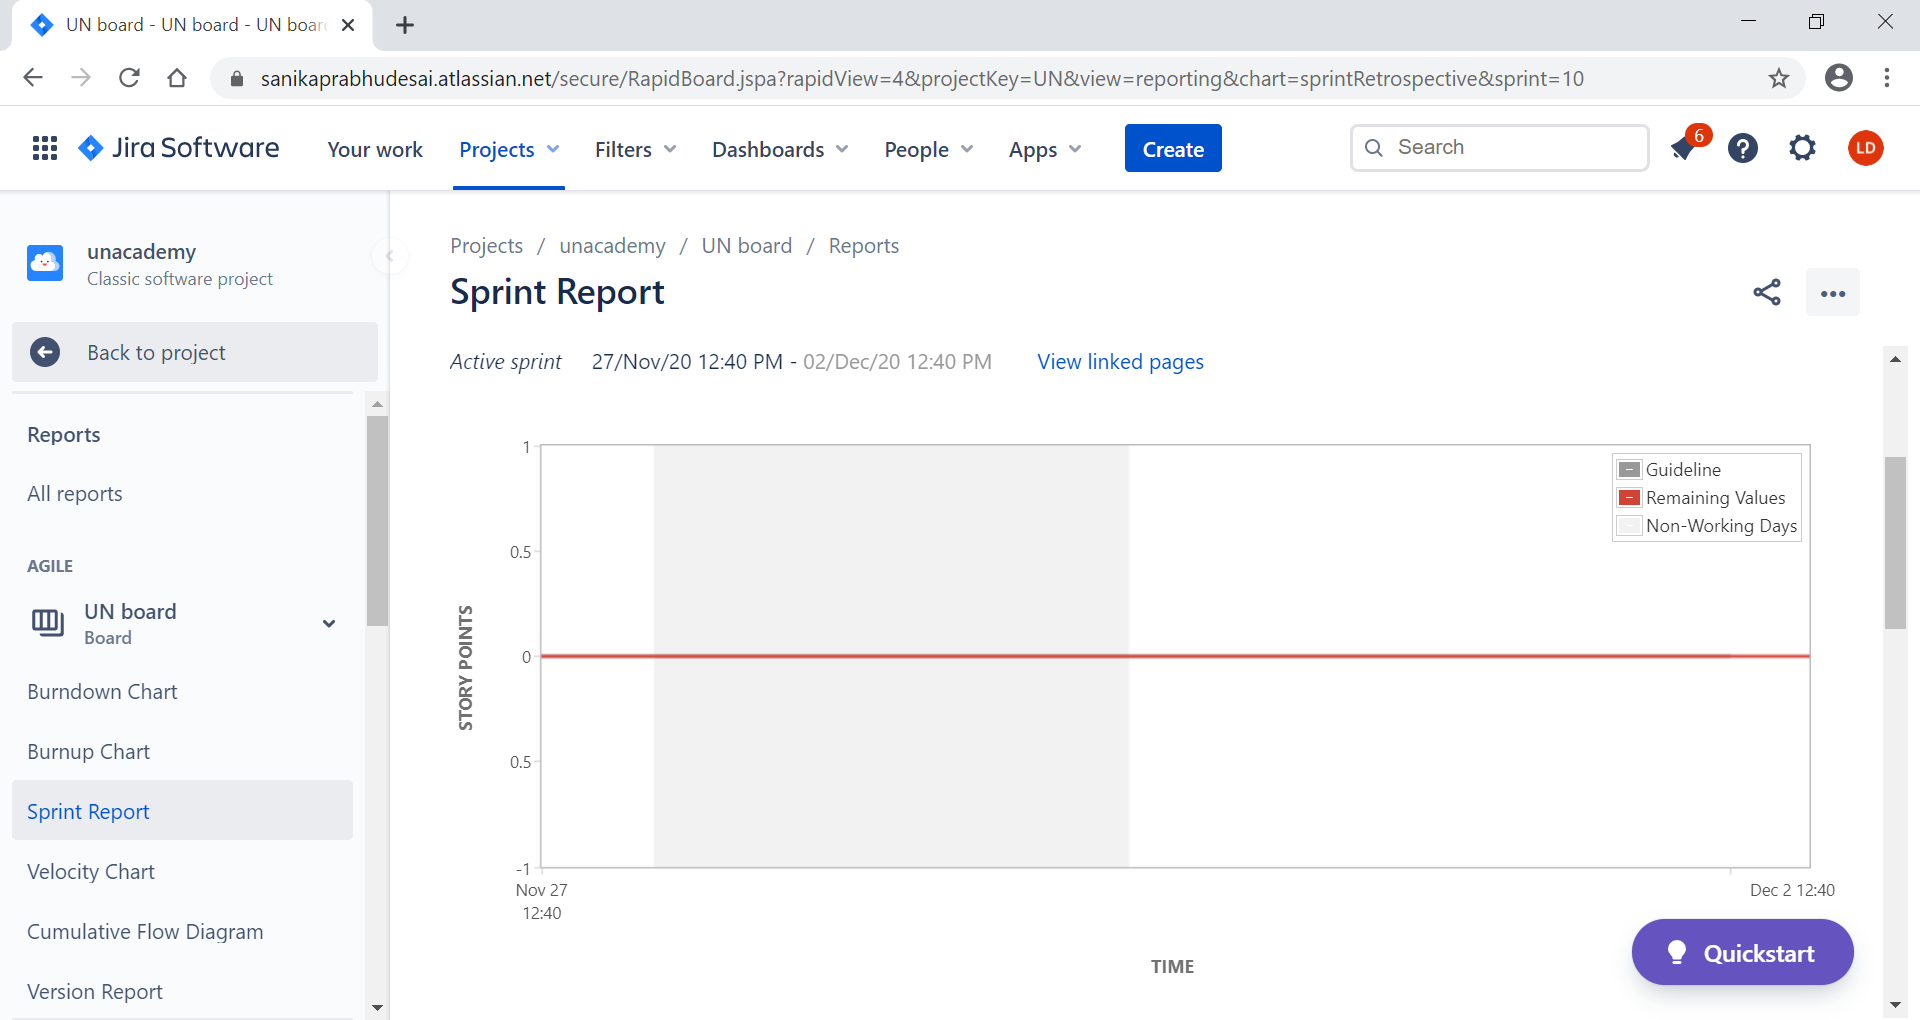 UN board - UN board - UN boar
sanikaprabhudesai.atlassian.net/secure/RapidBoard.jspa?rapidView=4&projectKey=UN&view=reporting&chart=sprintRetrospective&sprint=10
Jira Software
Your work
Projects
Filters
Dashboards
People
Apps
Create
Search
6
LD
unacademy
Classic software project
Back to project
Reports
All reports
AGILE
UN board
Board
Burndown Chart
Burnup Chart
Sprint Report
Velocity Chart
Cumulative Flow Diagram
Version Report
Projects / unacademy / UN board / Reports
Sprint Report
Active sprint 27/Nov/20 12:40 PM - 02/Dec/20 12:40 PM View linked pages
1
0.5
0
0.5
-1
STORY POINTS
Guideline
Remaining Values
Non-Working Days
Nov 27
12:40
Dec 2 12:40
TIME
Quickstart